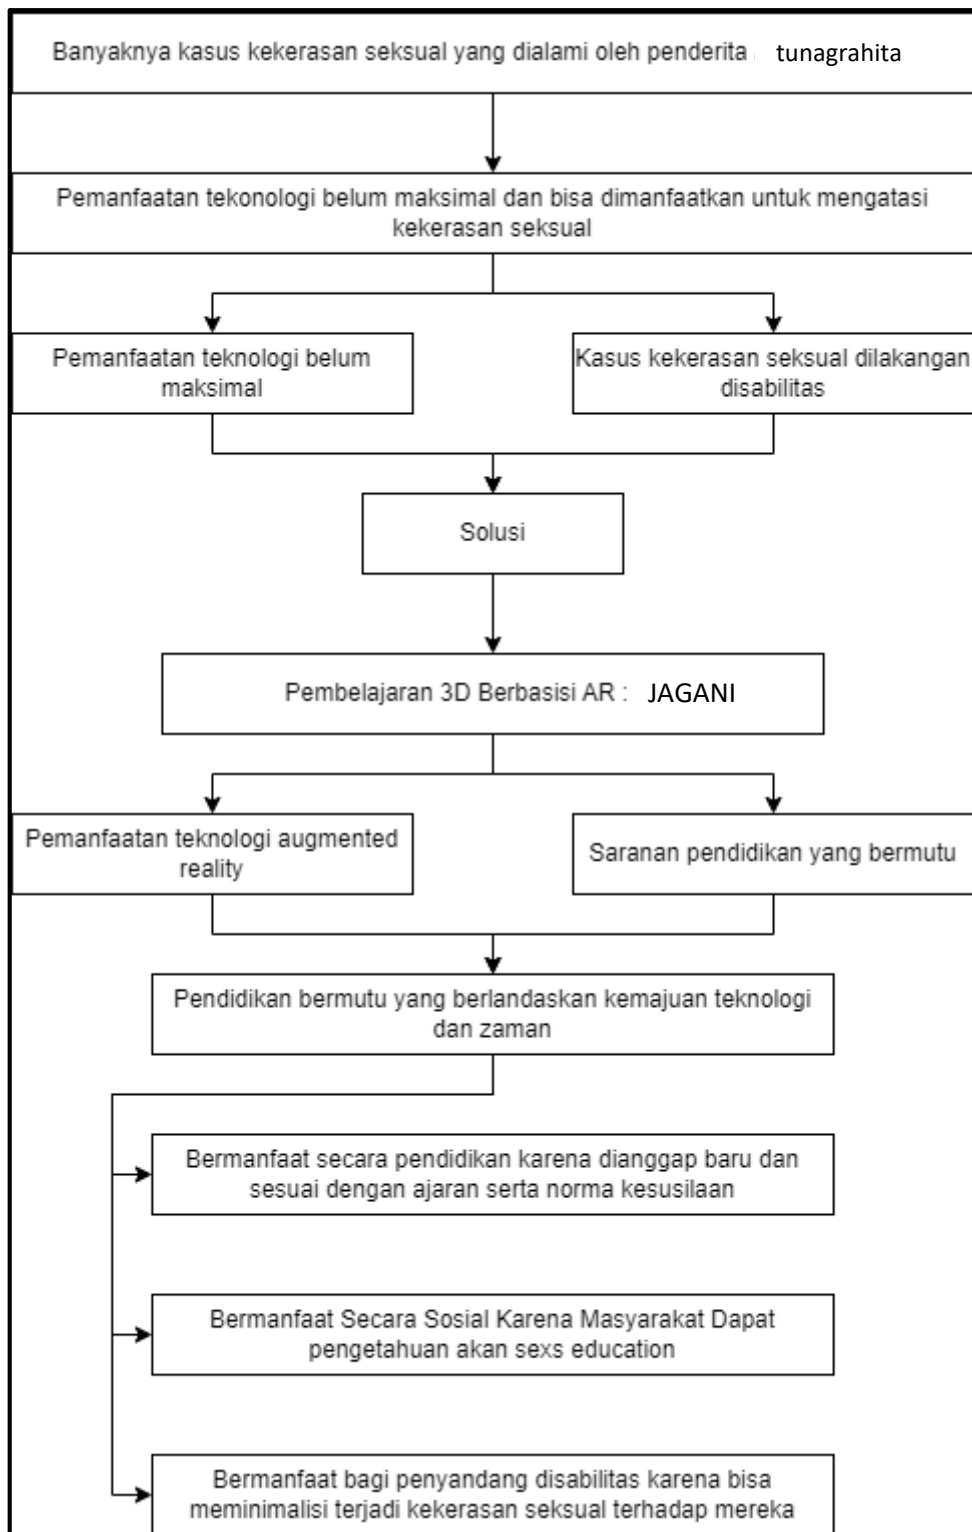 Banyaknya kasus kekerasan seksual yang dialami oleh penderita tunagrahita
Pemanfaatan tekonologi belum maksimal dan bisa dimanfaatkan untuk mengatasi
kekerasan seksual
Pemanfaatan teknologi belum
maksimal
Kasus kekerasan seksual dilakangan
disabilitas
Solusi
Pembelajaran 3D Berbasisi AR : JAGANI
Pemanfaatan teknologi augmented
reality
Saranan pendidikan yang bermutu
Pendidikan bermutu yang berlandaskan kemajuan teknologi
dan zaman
Bermanfaat secara pendidikan karena dianggap baru dan
sesuai dengan ajaran serta norma kesusilaan
Bermanfaat Secara Sosial Karena Masyarakat Dapat
pengetahuan akan sexs education
Bermanfaat bagi penyandang disabilitas karena bisa
meminimalisi terjadi kekerasan seksual terhadap mereka